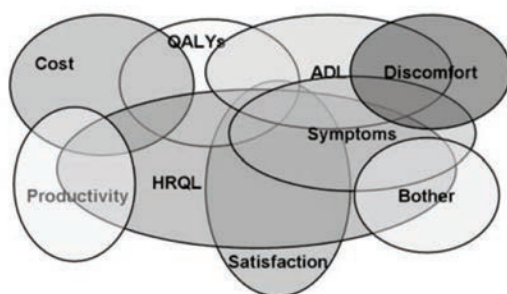 QALYs
Cost
ADL
Discomfort
Symptoms
Productivity
HRQL
Bother
Satisfaction